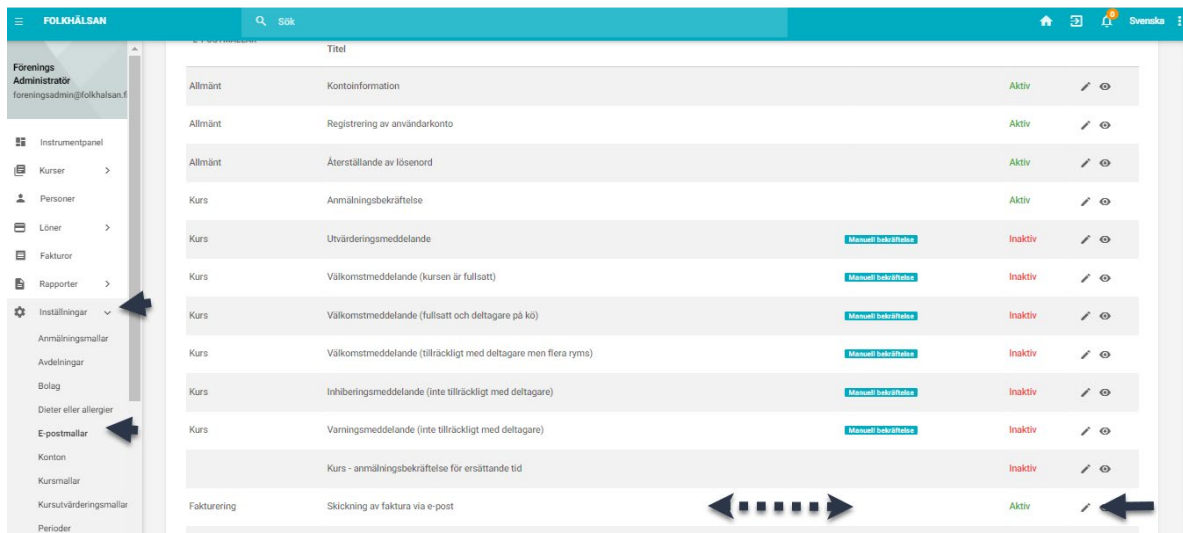 FOLKHÄLSAN
Sök
0
Svenska
Förenings
Administratör
foreningsadmin@folkhalsan.f
Instrumentpanel
Kurser
Personer
Löner
Fakturor
Rapporter
Inställningar
Anmälningsmallar
Avdelningar
Bolag
Dieter eller allergier
E-postmallar
Konton
Kursmallar
Kursutvärderingsmallar
Perioder
Titel
Allmänt Kontoinformation Aktiv
Allmänt Registrering av användarkonto Aktiv
Allmänt Återställande av lösenord Aktiv
Kurs Anmälningsbekräftelse Aktiv
Kurs Utvärderingsmeddelande Manuell bekräftelse Inaktiv
Kurs Välkomstmeddelande (kursen är fullsatt) Manuell bekräftelse Inaktiv
Kurs Välkomstmeddelande (fullsatt och deltagare på kö) Manuell bekräftelse Inaktiv
Kurs Välkomstmeddelande (tillräckligt med deltagare men flera ryms) Manuell bekräftelse Inaktiv
Kurs Inhiberingsmeddelande (inte tillräckligt med deltagare) Manuell bekräftelse Inaktiv
Kurs Varningsmeddelande (inte tillräckligt med deltagare) Manuell bekräftelse Inaktiv
Kurs - anmälningsbekräftelse för ersättande tid Inaktiv
Fakturering Skickning av faktura via e-post Aktiv